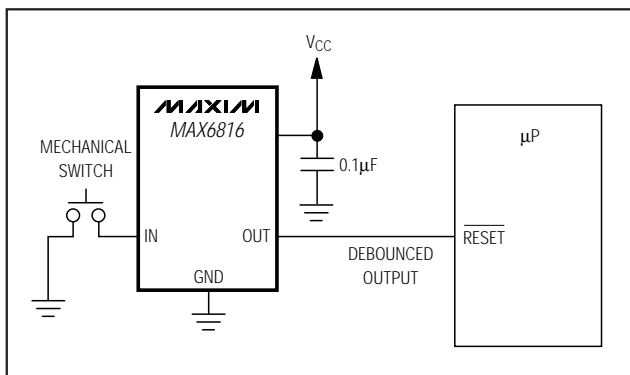 VCC
MAXIM
MAX6816
µP
MECHANICAL
SWITCH
0.1µF
IN
OUT
RESET
DEBOUNCED
OUTPUT
GND